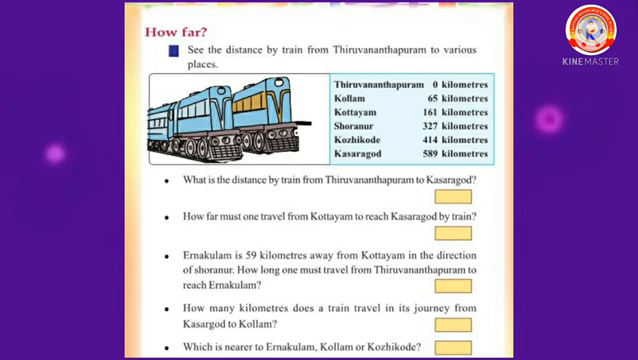 How far?
See the distance by train from Thiruvananthapuram to various
places.
Thiruvananthapuram 0 kilometres
Kollam 65 kilometres
Kottayam 161 kilometres
Shoranur 327 kilometres
Kozhikode 414 kilometres
Kasaragod 589 kilometres
• What is the distance by train from Thiruvananthapuram to Kasaragod?
• How far must one travel from Kottayam to reach Kasaragod by train?
• Ernakulam is 59 kilometres away from Kottayam in the direction
of shoranur. How long one must travel from Thiruvananthapuram to
reach Ernakulam?
• How many kilometres does a train travel in its journey from
Kasargod to Kollam?
• Which is nearer to Ernakulam, Kollam or Kozhikode?
KINEMASTER